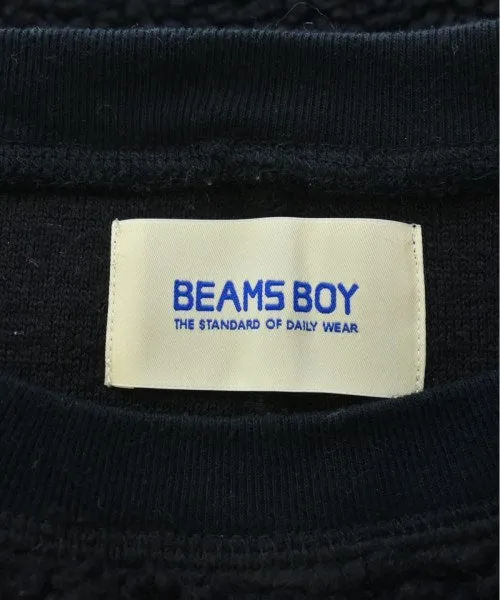 BEAMS BOY
THE STANDARD OF DAILY WEAR